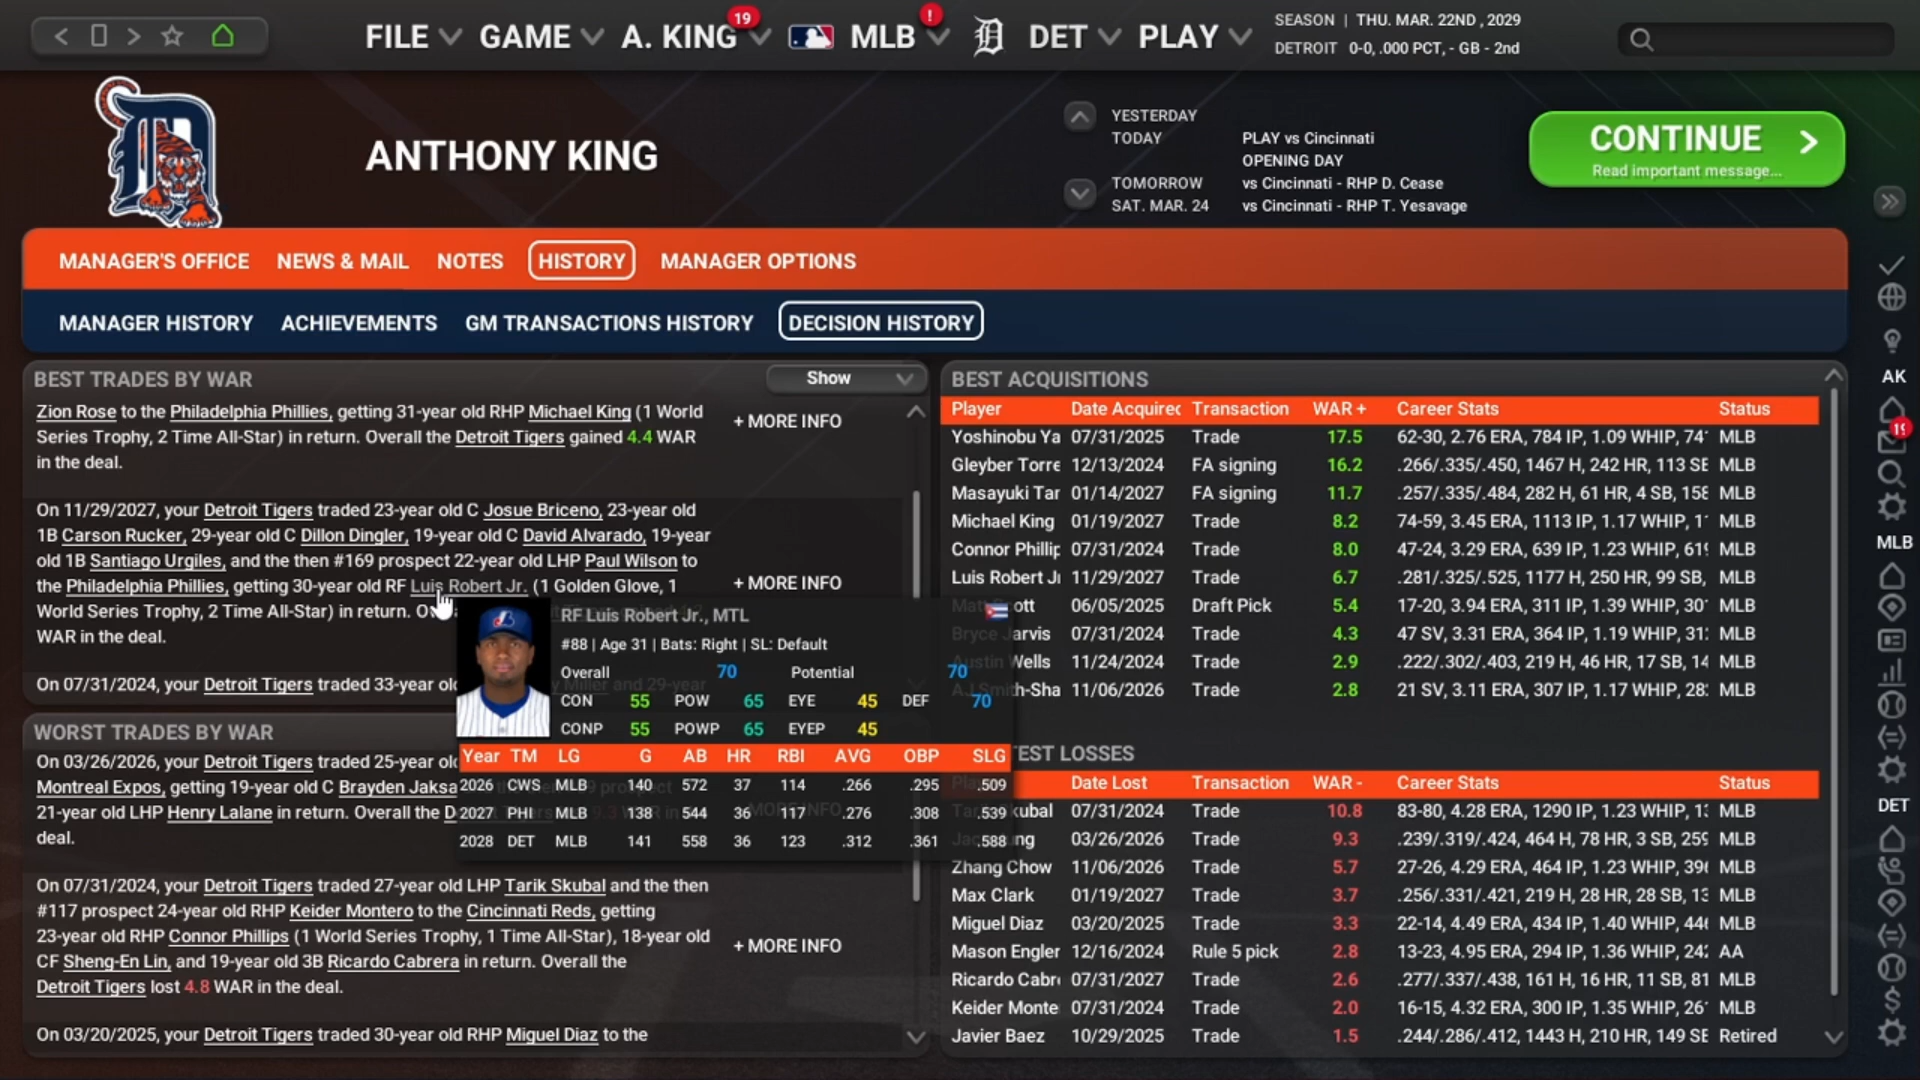 FILE GAME A. KING 19 MLB ! DET PLAY
SEASON | THU. MAR. 22ND , 2029
DETROIT 0-0, .000 PCT, - GB - 2nd
ANTHONY KING
YESTERDAY
TODAY PLAY vs Cincinnati
OPENING DAY
TOMORROW vs Cincinnati - RHP D. Cease
SAT. MAR. 24 vs Cincinnati - RHP T. Yesavage
CONTINUE
Read important message...
MANAGER'S OFFICE NEWS & MAIL NOTES HISTORY MANAGER OPTIONS
MANAGER HISTORY ACHIEVEMENTS GM TRANSACTIONS HISTORY DECISION HISTORY
BEST TRADES BY WAR Show
Zion Rose to the Philadelphia Phillies, getting 31-year old RHP Michael King (1 World
Series Trophy, 2 Time All-Star) in return. Overall the Detroit Tigers gained 4.4 WAR
in the deal.
+ MORE INFO
On 11/29/2027, your Detroit Tigers traded 23-year old C Josue Briceno, 23-year old
1B Carson Rucker, 29-year old C Dillon Dingler, 19-year old C David Alvarado, 19-year
old 1B Santiago Urgiles, and the then #169 prospect 22-year old LHP Paul Wilson to
the Philadelphia Phillies, getting 30-year old RF Luis Robert Jr. (1 Golden Glove, 1
World Series Trophy, 2 Time All-Star) in return.
WAR in the deal.
+ MORE INFO
On 07/31/2024, your Detroit Tigers traded 33-year old Miller and 29-year
RF Luis Robert Jr., MTL
#88 | Age 31 | Bats: Right | SL: Default
Overall 70 Potential 70
CON 55 POW 65 EYE 45 DEF 70
CONP 55 POWP 65 EYEP 45
Year TM LG G AB HR RBI AVG OBP SLG
2026 CWS MLB 140 572 37 114 .266 .295 .509
2027 PHI MLB 138 544 36 117 .276 .308 .539
2028 DET MLB 141 558 36 123 .312 .361 .588
WORST TRADES BY WAR
On 03/26/2026, your Detroit Tigers traded 25-year old
Montreal Expos, getting 19-year old C Brayden Jaksa
21-year old LHP Henry Lalane in return. Overall the
deal.
On 07/31/2024, your Detroit Tigers traded 27-year old LHP Tarik Skubal and the then
#117 prospect 24-year old RHP Keider Montero to the Cincinnati Reds, getting
23-year old RHP Connor Phillips (1 World Series Trophy, 1 Time All-Star), 18-year old
CF Sheng-En Lin, and 19-year old 3B Ricardo Cabrera in return. Overall the
Detroit Tigers lost 4.8 WAR in the deal.
+ MORE INFO
On 03/20/2025, your Detroit Tigers traded 30-year old RHP Miguel Diaz to the
BEST ACQUISITIONS
Player Date Acquired Transaction WAR + Career Stats Status
Yoshinobu Ya 07/31/2025 Trade 17.5 62-30, 2.76 ERA, 784 IP, 1.09 WHIP, 74 MLB
Gleyber Torre 12/13/2024 FA signing 16.2 .266/.335/.450, 1467 H, 242 HR, 113 SE MLB
Masayuki Tar 01/14/2027 FA signing 11.7 .257/.335/.484, 282 H, 61 HR, 4 SB, 158 MLB
Michael King 01/19/2027 Trade 8.2 74-59, 3.45 ERA, 1113 IP, 1.17 WHIP, 1 MLB
Connor Phillip 07/31/2024 Trade 8.0 47-24, 3.29 ERA, 639 IP, 1.23 WHIP, 619 MLB
Luis Robert Jr 11/29/2027 Trade 6.7 .281/.325/.525, 1177 H, 250 HR, 99 SB, MLB
Matt Scott 06/05/2025 Draft Pick 5.4 17-20, 3.94 ERA, 311 IP, 1.39 WHIP, 30 MLB
Bryce Jarvis 07/31/2024 Trade 4.3 47 SV, 3.31 ERA, 364 IP, 1.19 WHIP, 31 MLB
Austin Wells 11/24/2024 Trade 2.9 .222/.302/.403, 219 H, 46 HR, 17 SB, 14 MLB
A.J. Smith-Sha 11/06/2026 Trade 2.8 21 SV, 3.11 ERA, 307 IP, 1.17 WHIP, 28 MLB
EST LOSSES
Date Lost Transaction WAR - Career Stats Status
Tarik Skubal 07/31/2024 Trade 10.8 83-80, 4.28 ERA, 1290 IP, 1.23 WHIP, 1 MLB
Jace Jung 03/26/2026 Trade 9.3 .239/.319/.424, 464 H, 78 HR, 3 SB, 259 MLB
Zhang Chow 11/06/2026 Trade 5.7 27-26, 4.29 ERA, 464 IP, 1.23 WHIP, 39 MLB
Max Clark 01/19/2027 Trade 3.7 .256/.331/.421, 219 H, 28 HR, 28 SB, 13 MLB
Miguel Diaz 03/20/2025 Trade 3.3 22-14, 4.49 ERA, 434 IP, 1.40 WHIP, 44 MLB
Mason Engler 12/16/2024 Rule 5 pick 2.8 13-23, 4.95 ERA, 294 IP, 1.36 WHIP, 24 AA
Ricardo Cabr 07/31/2027 Trade 2.6 .277/.337/.438, 161 H, 16 HR, 11 SB, 81 MLB
Keider Monte 07/31/2024 Trade 2.0 16-15, 4.32 ERA, 300 IP, 1.35 WHIP, 26 MLB
Javier Baez 10/29/2025 Trade 1.5 .244/.286/.412, 1443 H, 210 HR, 149 SE Retired
AK
19
MLB
DET